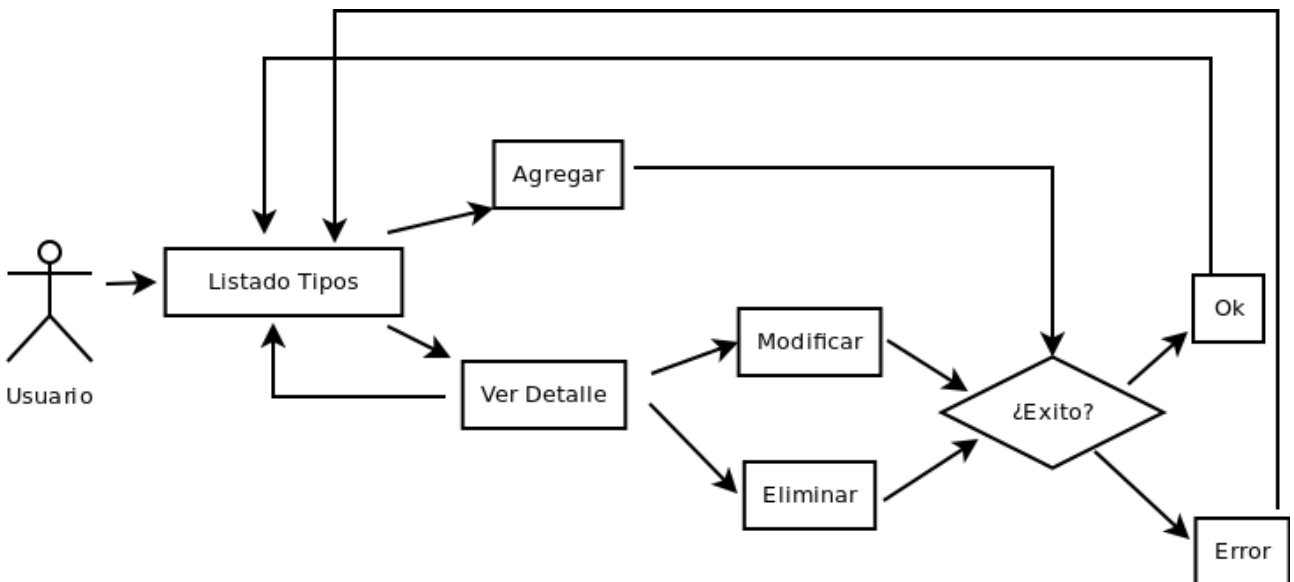 Agregar
Listado Tipos
Usuario
Ver Detalle
Modificar
Eliminar
¿Exito?
Ok
Error